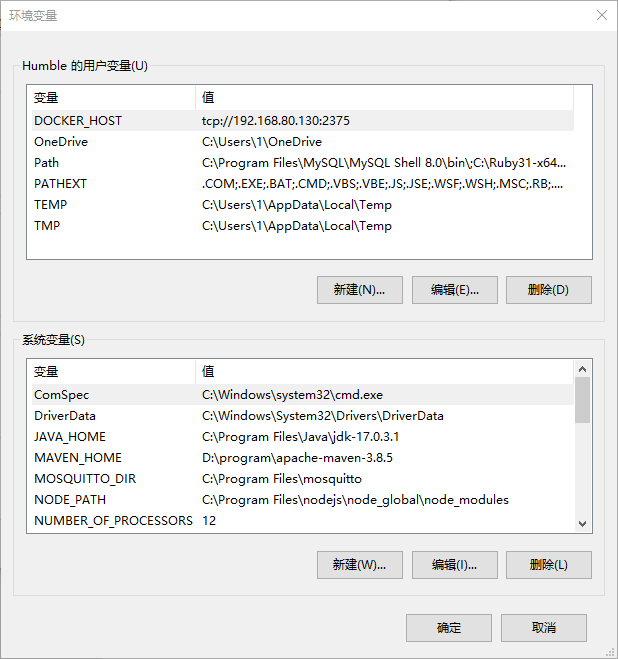 环境变量
Humble 的用户变量(U)
变量 值
DOCKER_HOST tcp://192.168.80.130:2375
OneDrive C:\Users\1\OneDrive
Path C:\Program Files\MySQL\MySQL Shell 8.0\bin\;C:\Ruby31-x64...
PATHEXT .COM;.EXE;.BAT;.CMD;.VBS;.VBE;.JS;.JSE;.WSF;.WSH;.MSC;.RB;....
TEMP C:\Users\1\AppData\Local\Temp
TMP C:\Users\1\AppData\Local\Temp
新建(N)... 编辑(E)... 删除(D)
系统变量(S)
变量 值
ComSpec C:\Windows\system32\cmd.exe
DriverData C:\Windows\System32\Drivers\DriverData
JAVA_HOME C:\Program Files\Java\jdk-17.0.3.1
MAVEN_HOME D:\program\apache-maven-3.8.5
MOSQUITTO_DIR C:\Program Files\mosquitto
NODE_PATH C:\Program Files\nodejs\node_global\node_modules
NUMBER_OF_PROCESSORS 12
新建(W)... 编辑(I)... 删除(L)
确定 取消